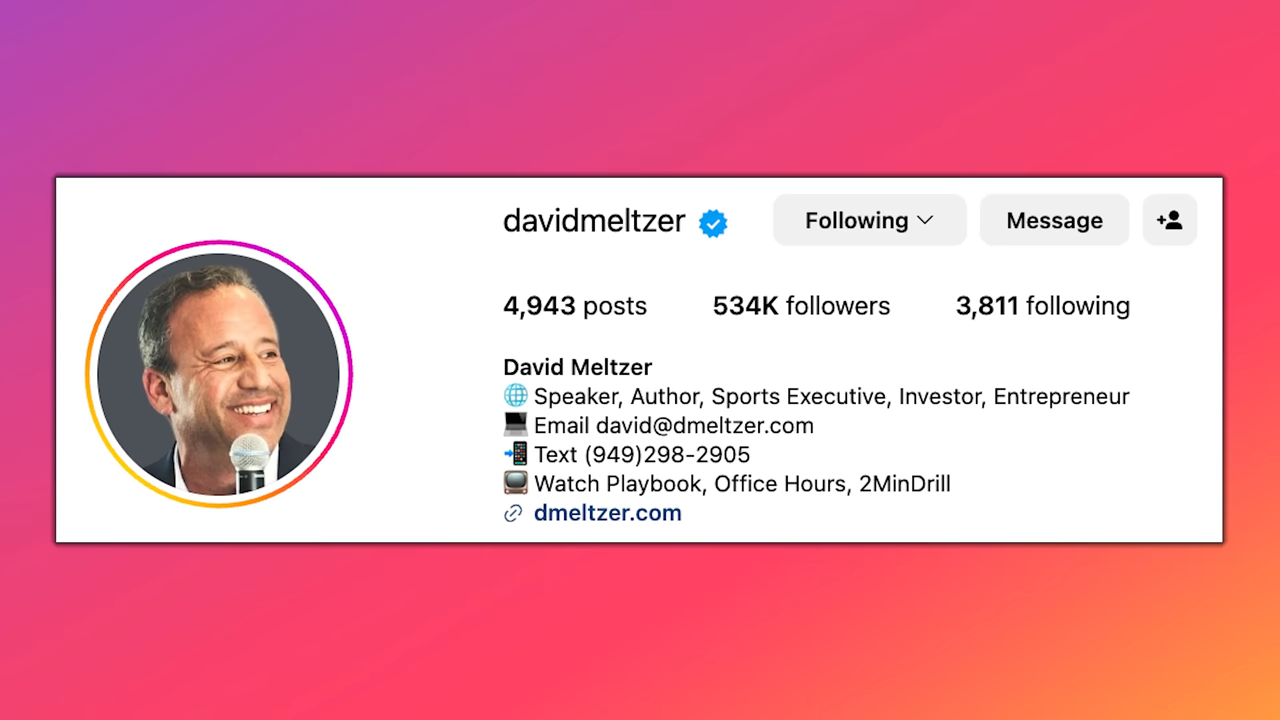 davidmeltzer
Following
Message
4,943 posts 534K followers 3,811 following
David Meltzer
🌐 Speaker, Author, Sports Executive, Investor, Entrepreneur
💻 Email david@dmeltzer.com
📲 Text (949)298-2905
📺 Watch Playbook, Office Hours, 2MinDrill
dmeltzer.com